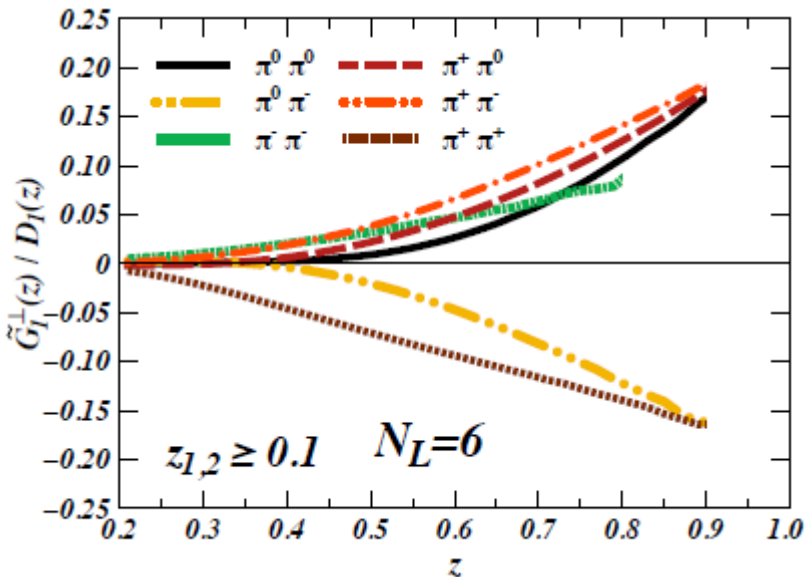 0.25
0.20
0.15
0.10
0.05
0
−0.05
−0.10
−0.15
−0.20
−0.25
G̃₁^⊥(z) / D₁(z)
π⁰ π⁰
π⁺ π⁰
π⁰ π⁻
π⁺ π⁻
π⁻ π⁻
π⁺ π⁺
z₁,₂ ≥ 0.1 N_L=6
0.2 0.3 0.4 0.5 0.6 0.7 0.8 0.9 1.0
z